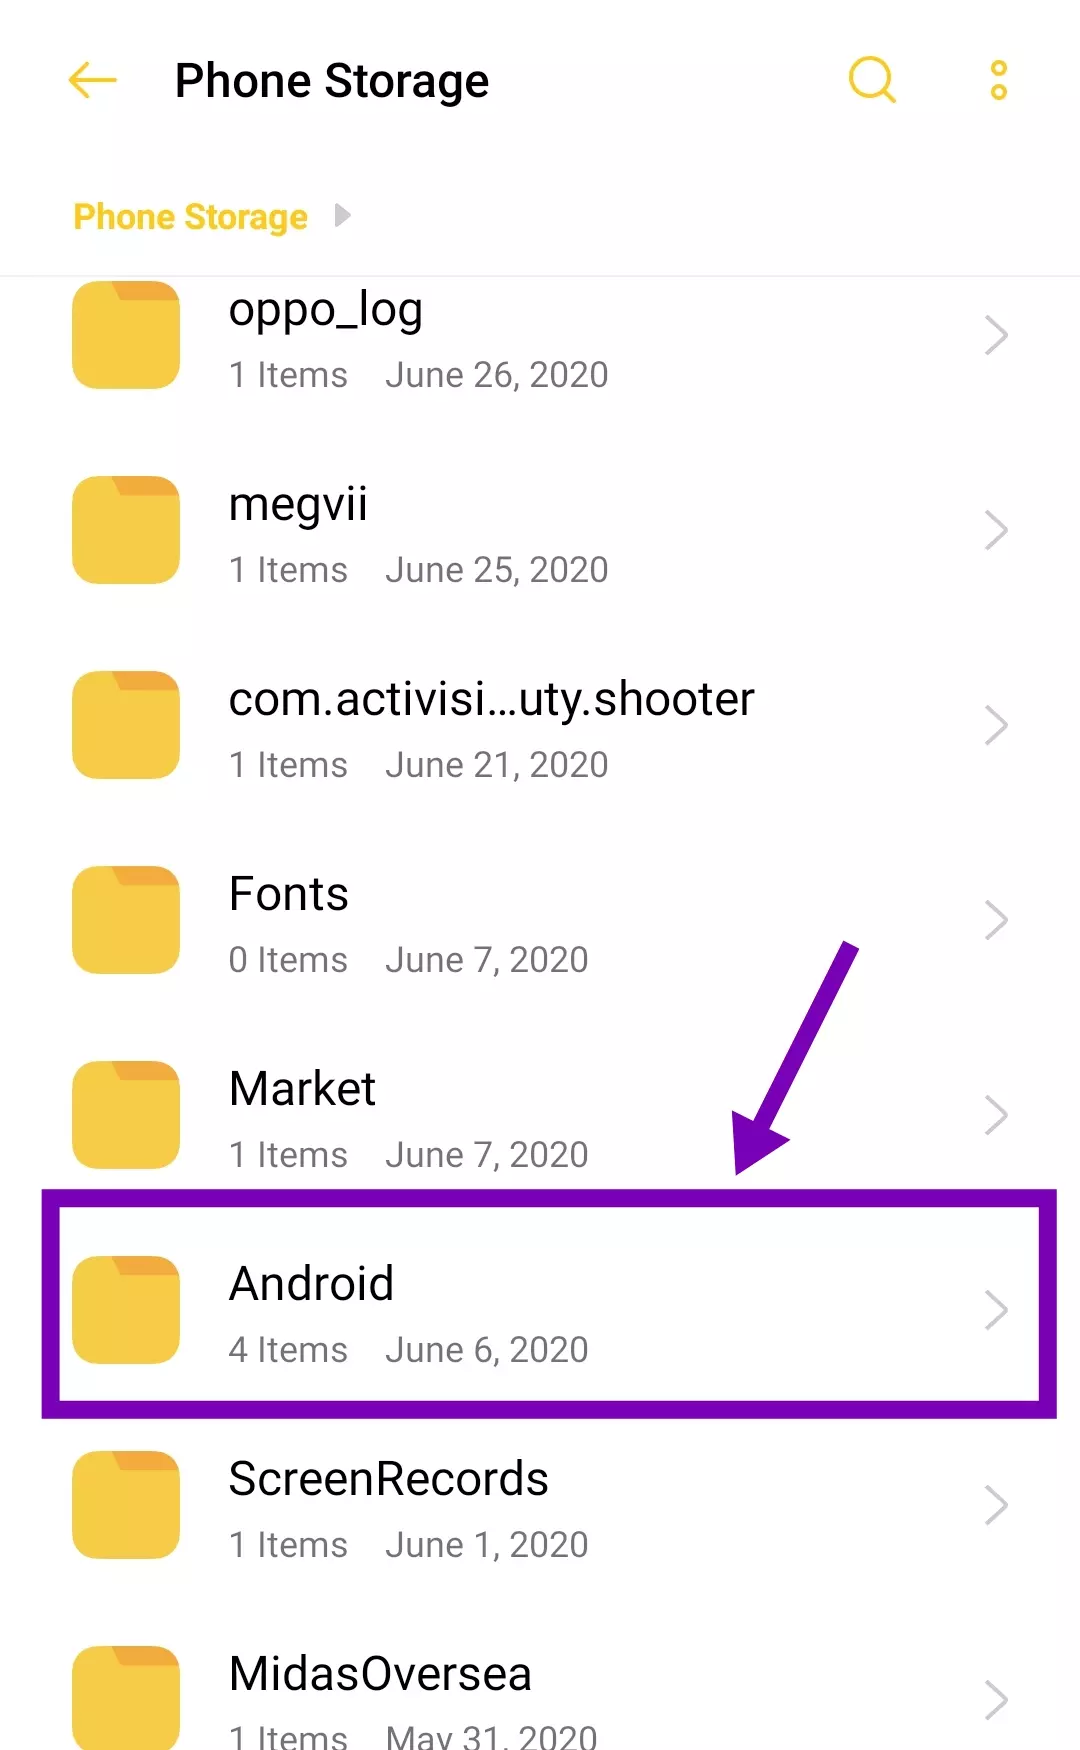 Phone Storage
Phone Storage
oppo_log
1 Items June 26, 2020
megvii
1 Items June 25, 2020
com.activisi...uty.shooter
1 Items June 21, 2020
Fonts
0 Items June 7, 2020
Market
1 Items June 7, 2020
Android
4 Items June 6, 2020
ScreenRecords
1 Items June 1, 2020
MidasOversea
1 Items May 31, 2020